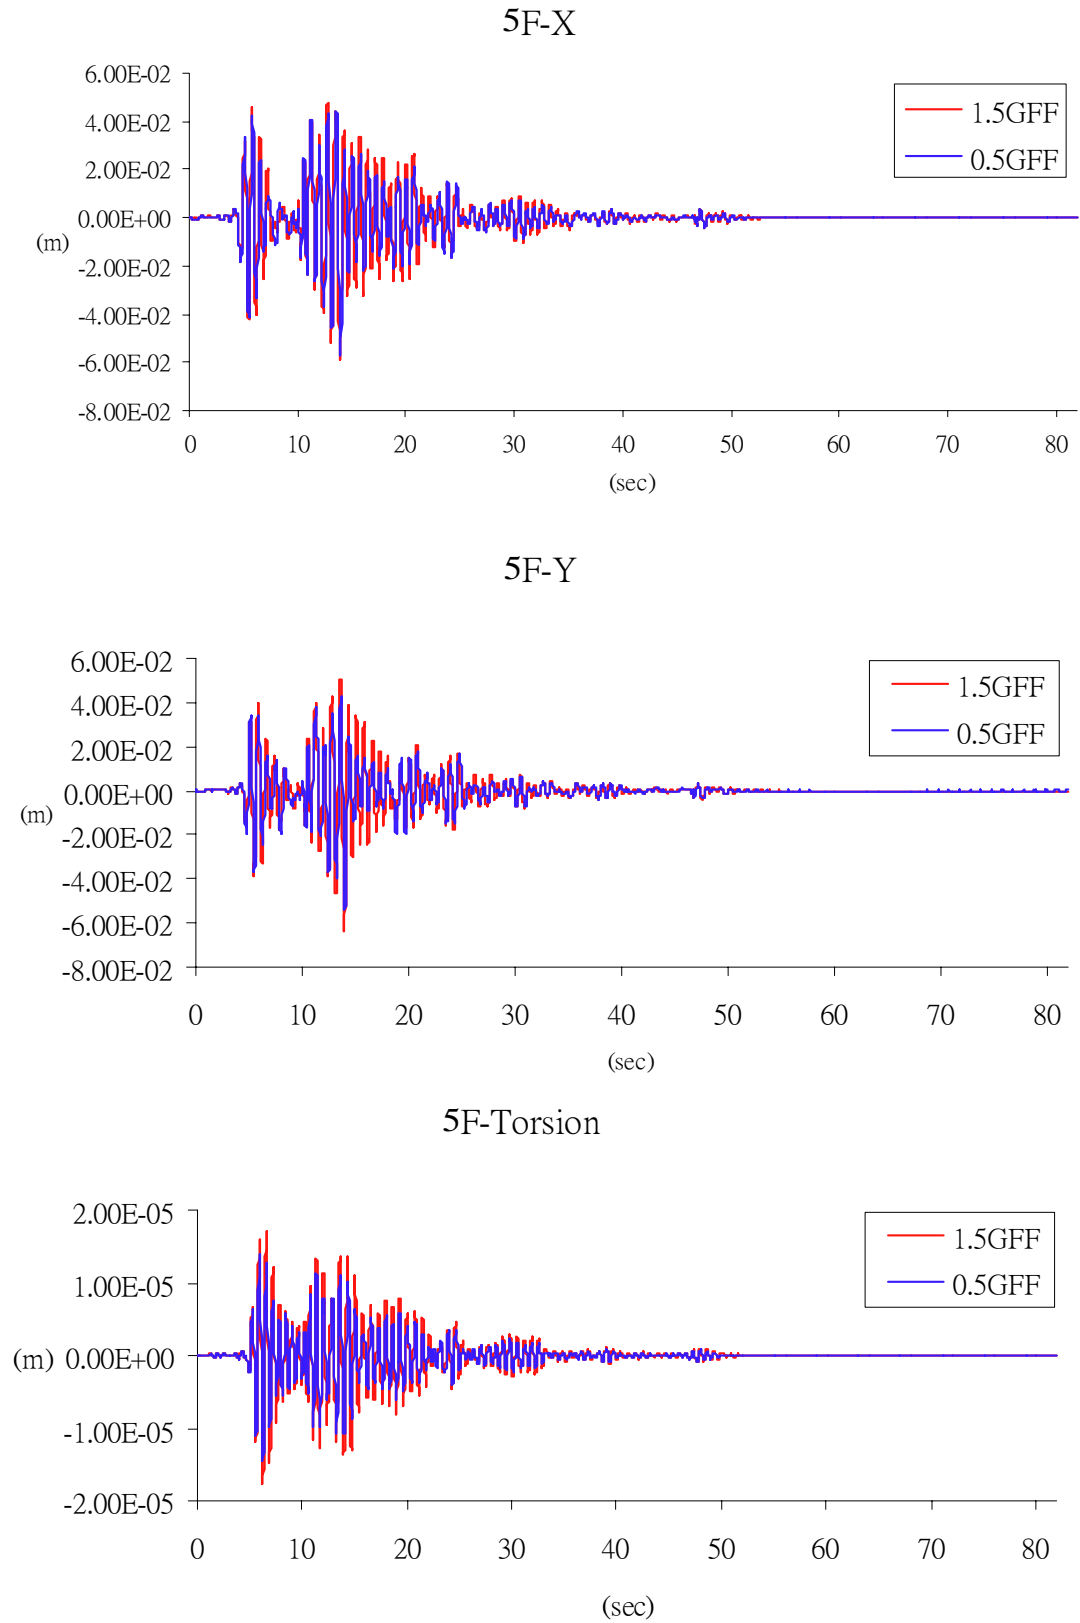 5F-X
6.00E-02
4.00E-02
2.00E-02
0.00E+00
(m)
-2.00E-02
-4.00E-02
-6.00E-02
-8.00E-02
1.5GFF
0.5GFF
0 10 20 30 40 50 60 70 80
(sec)
5F-Y
6.00E-02
4.00E-02
2.00E-02
0.00E+00
(m)
-2.00E-02
-4.00E-02
-6.00E-02
-8.00E-02
1.5GFF
0.5GFF
0 10 20 30 40 50 60 70 80
(sec)
5F-Torsion
2.00E-05
1.00E-05
(m) 0.00E+00
-1.00E-05
-2.00E-05
1.5GFF
0.5GFF
0 10 20 30 40 50 60 70 80
(sec)